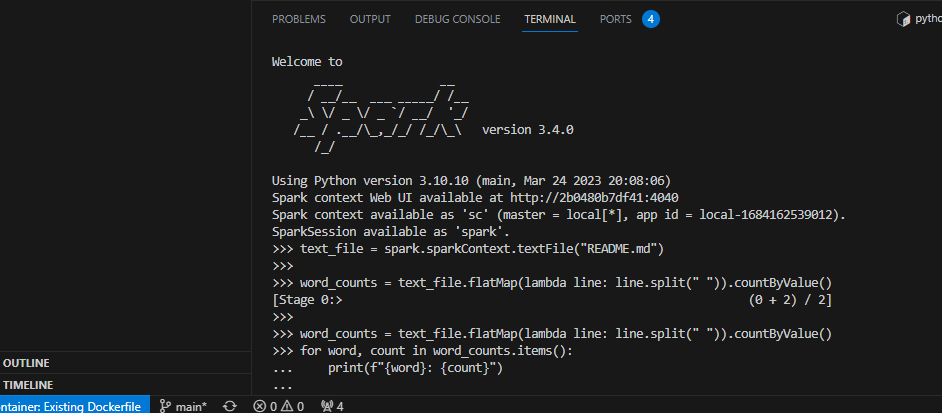 PROBLEMS OUTPUT DEBUG CONSOLE TERMINAL PORTS 4
Welcome to
      ____              __
     / __/__  ___ _____/ /__
    _\ \/ _ \/ _ `/ __/  '_/
   /__ / .__/\_,_/_/ /_/\_\   version 3.4.0
      /_/
Using Python version 3.10.10 (main, Mar 24 2023 20:08:06)
Spark context Web UI available at http://2b0480b7df41:4040
Spark context available as 'sc' (master = local[*], app id = local-1684162539012).
SparkSession available as 'spark'.
>>> text_file = spark.sparkContext.textFile("README.md")
>>>
>>> word_counts = text_file.flatMap(lambda line: line.split(" ")).countByValue()
[Stage 0:>                                                          (0 + 2) / 2]
>>>
>>> word_counts = text_file.flatMap(lambda line: line.split(" ")).countByValue()
>>> for word, count in word_counts.items():
...     print(f"{word}: {count}")
...
OUTLINE
TIMELINE
ntainer: Existing Dockerfile main* 0 0 4